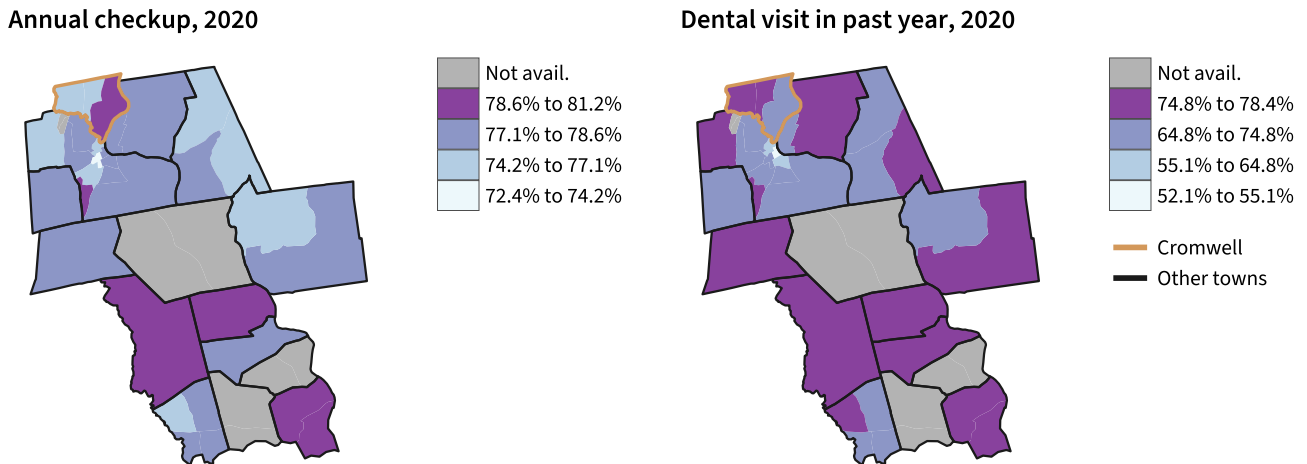 Annual checkup, 2020
Not avail.
78.6% to 81.2%
77.1% to 78.6%
74.2% to 77.1%
72.4% to 74.2%
Dental visit in past year, 2020
Not avail.
74.8% to 78.4%
64.8% to 74.8%
55.1% to 64.8%
52.1% to 55.1%
Cromwell
Other towns